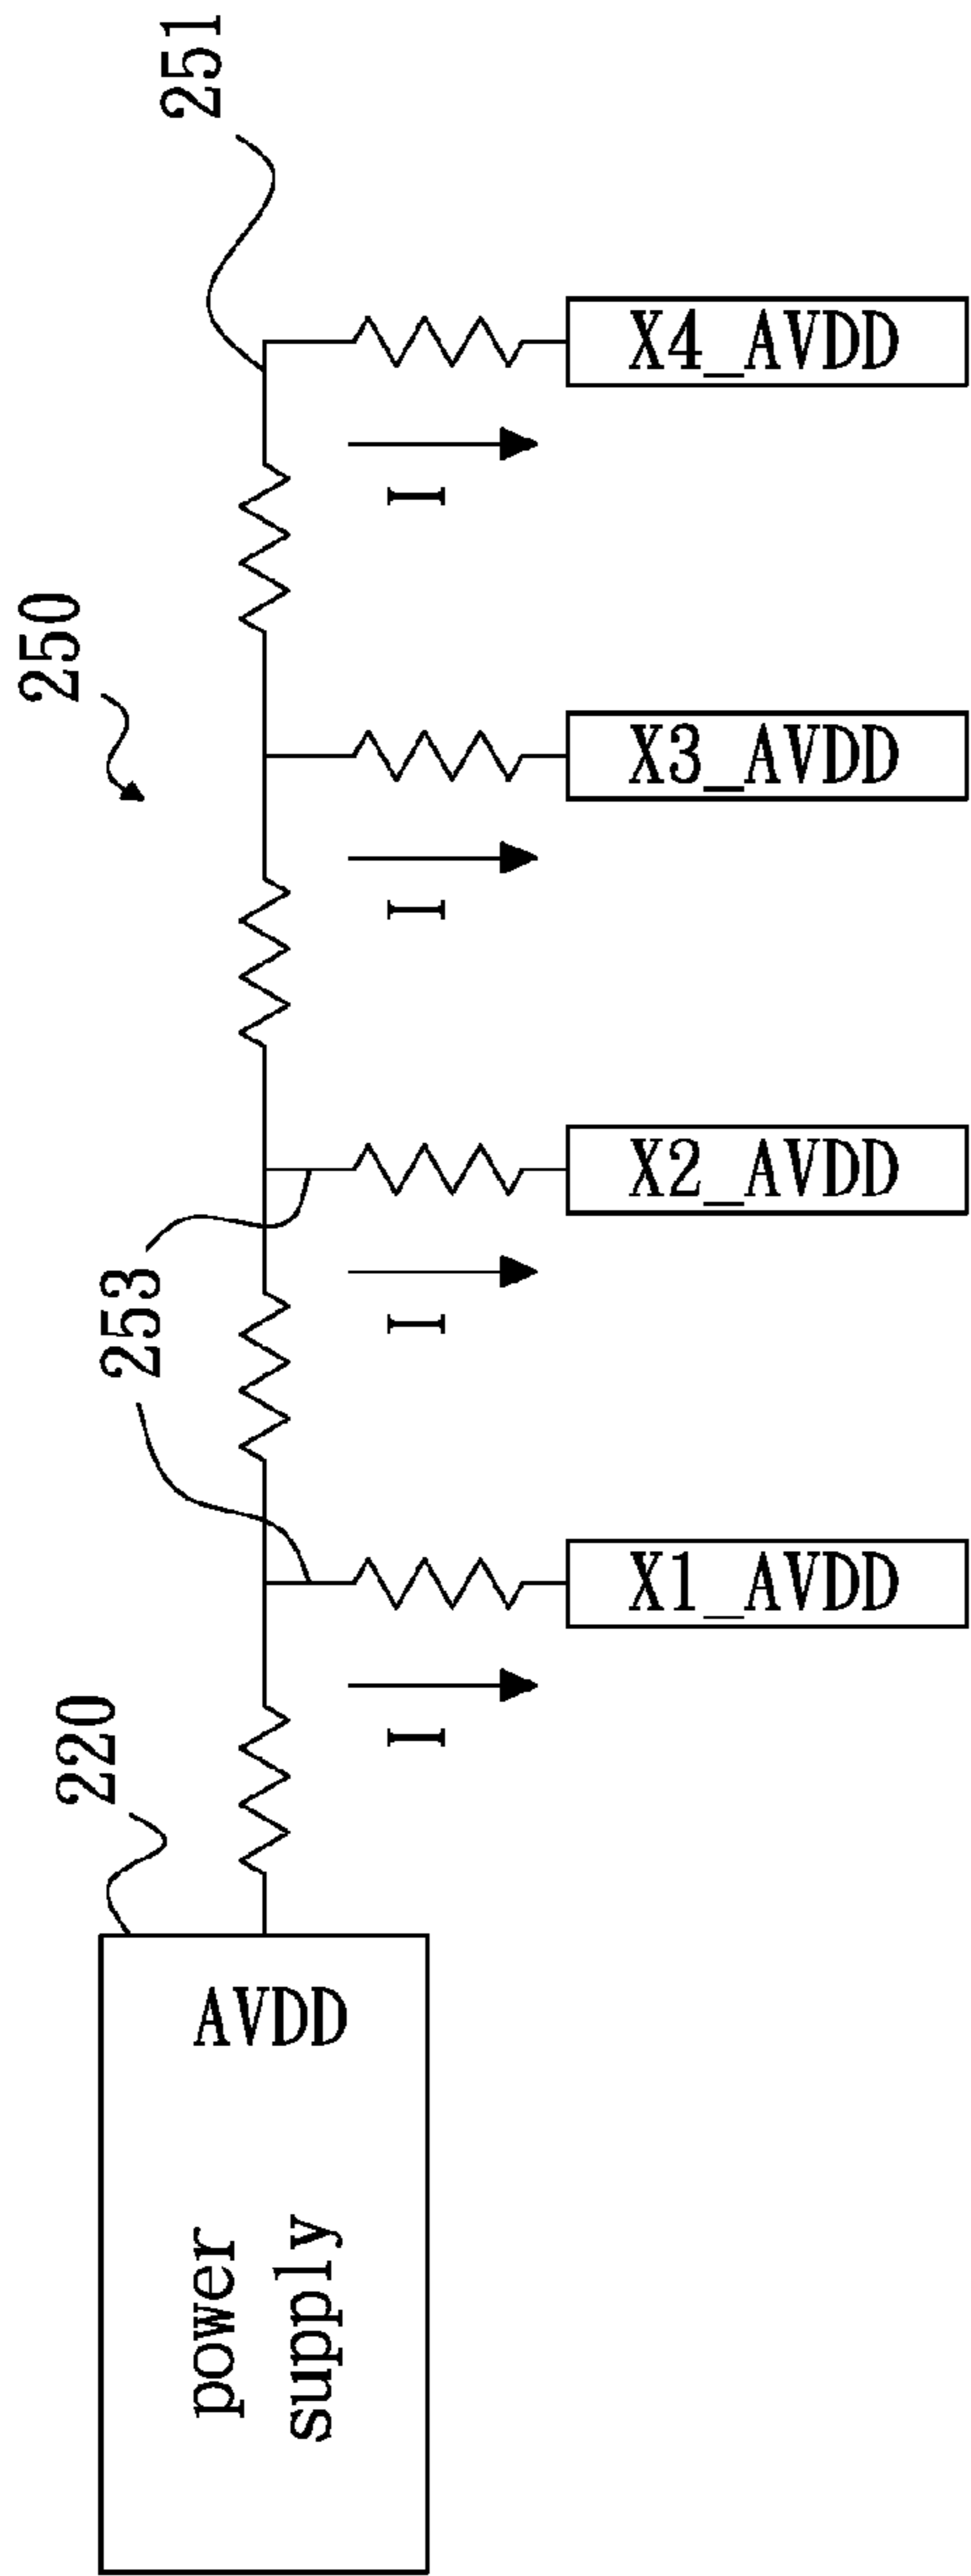 250
251
220
253
AVDD
power
supply
I
I
I
I
X1_AVDD
X2_AVDD
X3_AVDD
X4_AVDD